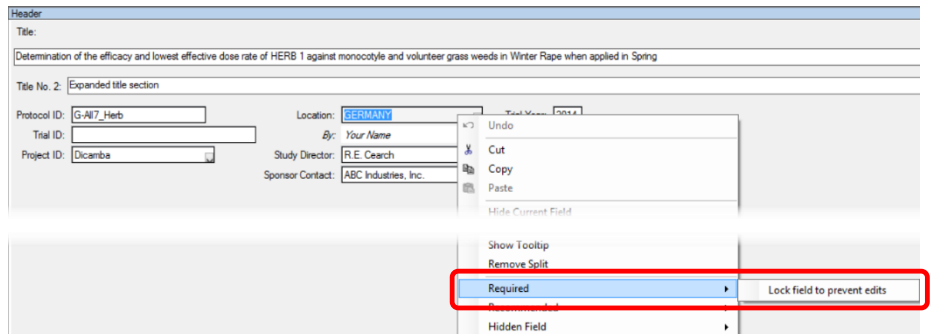 Header
Title:
Determination of the efficacy and lowest effective dose rate of HERB 1 against monocotyle and volunteer grass weeds in Winter Rape when applied in Spring
Title No. 2: Expanded title section
Protocol ID: G-All7_Herb Location: GERMANY Trial Year: 2014
Trial ID: By: Your Name
Project ID: Dicamba Study Director: R.E. Cearch
Sponsor Contact: ABC Industries, Inc.
Undo
Cut
Copy
Paste
Hide Current Field
Show Tooltip
Remove Split
Required Lock field to prevent edits
Recommended
Hidden Field